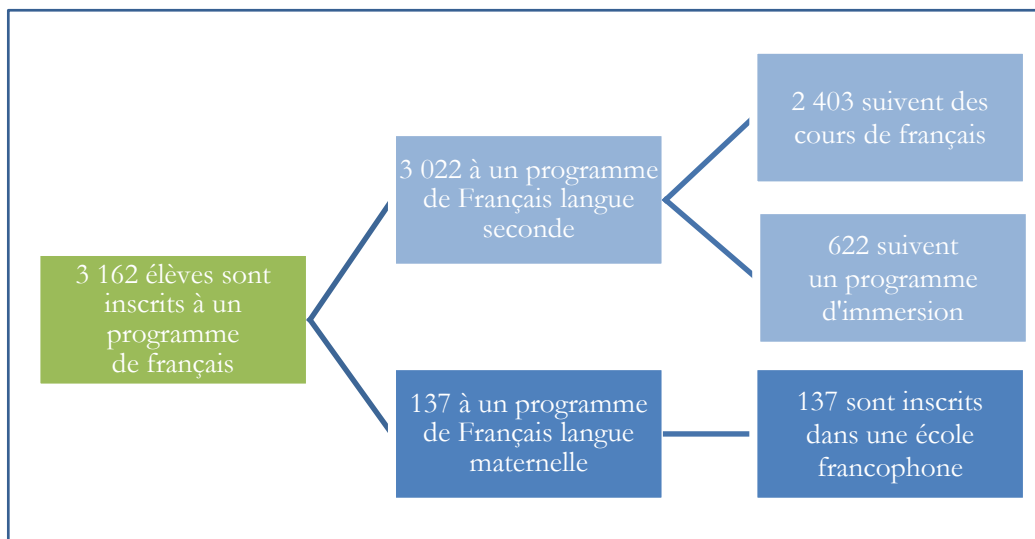 3 162 élèves sont
inscrits à un
programme
de français
3 022 à un programme
de Français langue
seconde
2 403 suivent des
cours de français
622 suivent
un programme
d'immersion
137 à un programme
de Français langue
maternelle
137 sont inscrits
dans une école
francophone